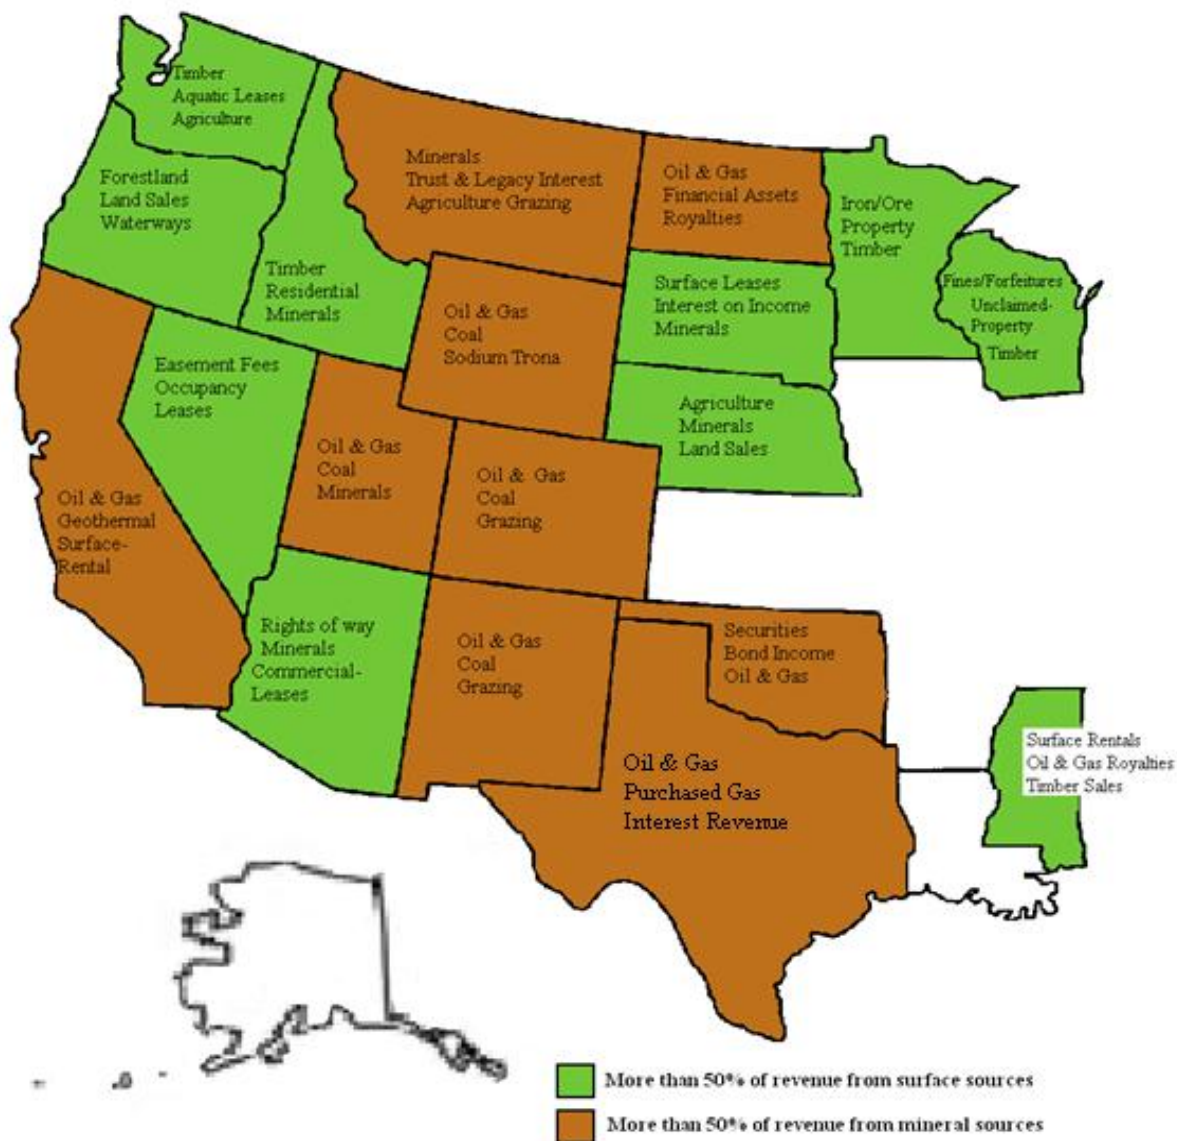 Timber
Aquatic Leases
Agriculture
Forestland
Land Sales
Waterways
Timber
Residential
Minerals
Minerals
Trust & Legacy Interest
Agriculture Grazing
Oil & Gas
Financial Assets
Royalties
Iron/Ore
Property
Timber
Fines/Forfeitures
Unclaimed-
Property
Timber
Surface Leases
Interest on Income
Minerals
Oil & Gas
Coal
Sodium Trona
Easement Fees
Occupancy
Leases
Agriculture
Minerals
Land Sales
Oil & Gas
Coal
Minerals
Oil & Gas
Coal
Grazing
Oil & Gas
Geothermal
Surface-
Rental
Rights of way
Minerals
Commercial-
Leases
Oil & Gas
Coal
Grazing
Securities
Bond Income
Oil & Gas
Oil & Gas
Purchased Gas
Interest Revenue
Surface Rentals
Oil & Gas Royalties
Timber Sales
More than 50% of revenue from surface sources
More than 50% of revenue from mineral sources